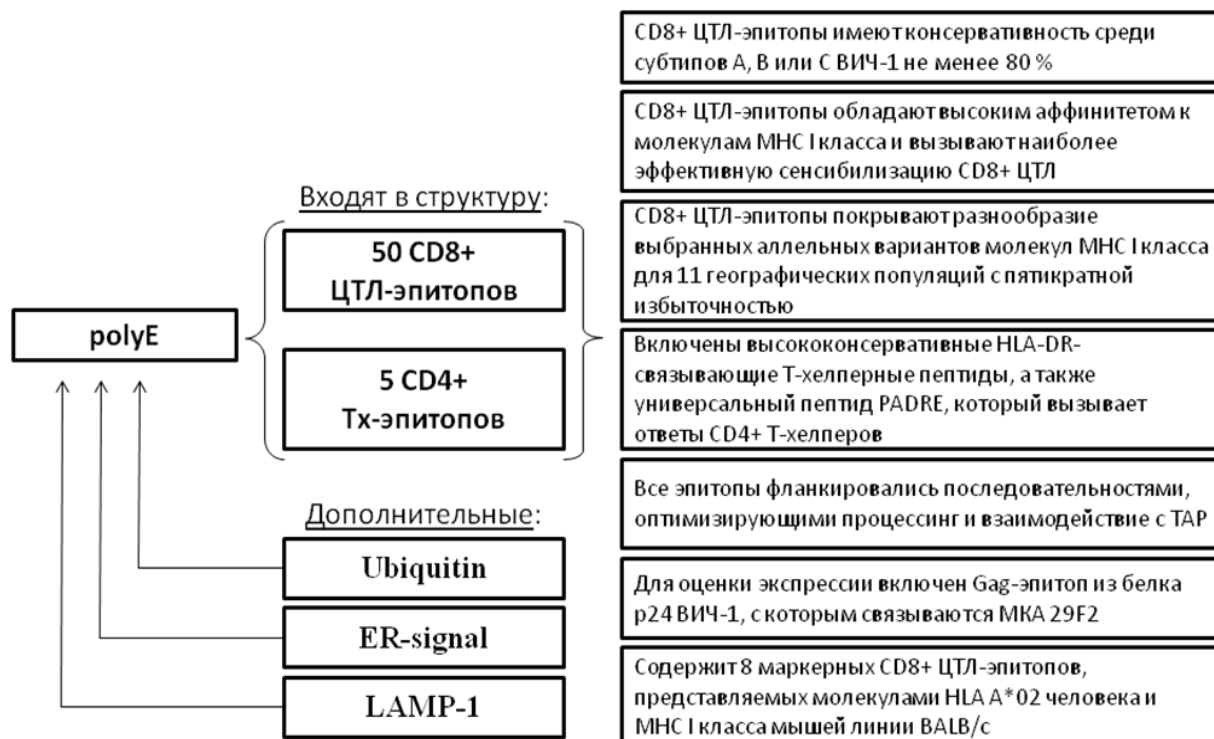 polyE
Входят в структуру:
50 CD8+
ЦТЛ-эпитопов
5 CD4+
Тх-эпитопов
Дополнительные:
Ubiquitin
ER-signal
LAMP-1
CD8+ ЦТЛ-эпитопы имеют консервативность среди
субтипов А, В или С ВИЧ-1 не менее 80 %
CD8+ ЦТЛ-эпитопы обладают высоким аффинитетом к
молекулам МНС I класса и вызывают наиболее
эффективную сенсибилизацию CD8+ ЦТЛ
CD8+ ЦТЛ-эпитопы покрывают разнообразие
выбранных аллельных вариантов молекул МНС I класса
для 11 географических популяций с пятикратной
избыточностью
Включены высококонсервативные HLA-DR-
связывающие Т-хелперные пептиды, а также
универсальный пептид PADRE, который вызывает
ответы CD4+ Т-хелперов
Все эпитопы фланкировались последовательностями,
оптимизирующими процессинг и взаимодействие с ТАР
Для оценки экспрессии включен Gag-эпитоп из белка
p24 ВИЧ-1, с которым связываются МКА 29F2
Содержит 8 маркерных CD8+ ЦТЛ-эпитопов,
представляемых молекулами HLA A*02 человека и
МНС I класса мышей линии BALB/c